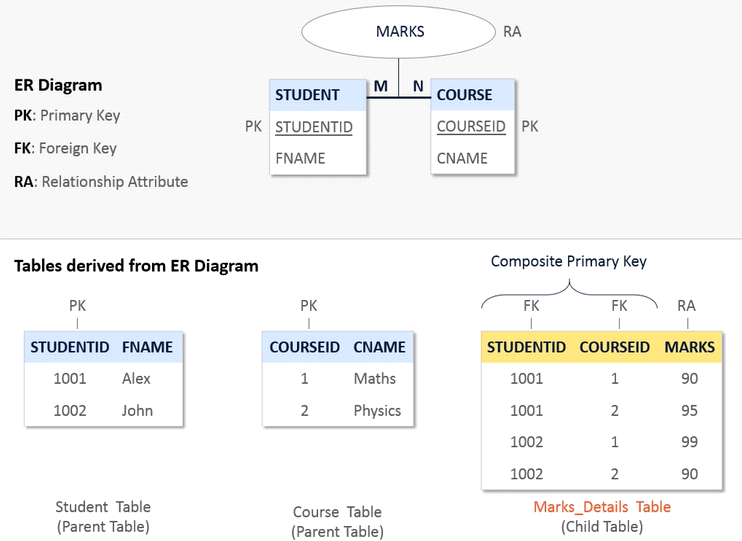 MARKS RA
ER Diagram
PK: Primary Key
FK: Foreign Key
RA: Relationship Attribute
STUDENT M N COURSE
PK STUDENTID COURSEID PK
FNAME CNAME
Tables derived from ER Diagram
Composite Primary Key
PK PK FK FK RA
STUDENTID FNAME COURSEID CNAME STUDENTID COURSEID MARKS
1001 Alex 1 Maths 1001 1 90
1002 John 2 Physics 1001 2 95
1002 1 99
1002 2 90
Student Table Course Table Marks_Details Table
(Parent Table) (Parent Table) (Child Table)